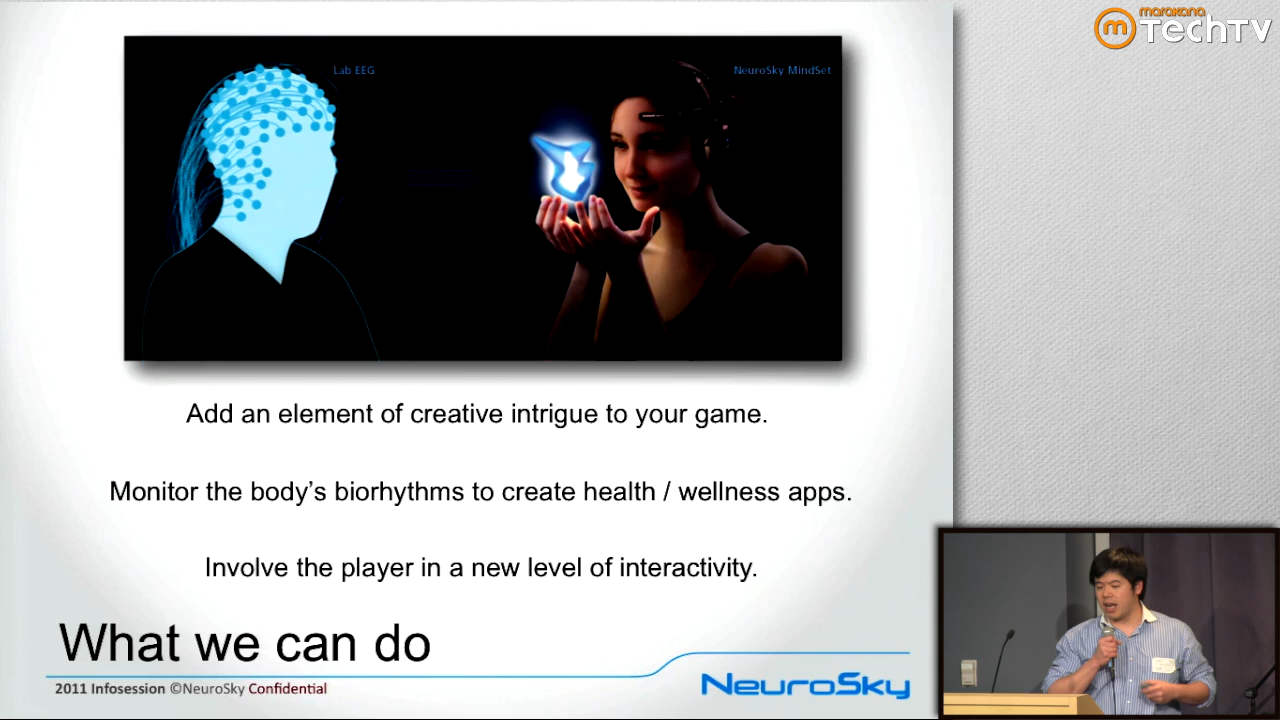 marakana
m TechTV
Lab EEG
NeuroSky MindSet
Add an element of creative intrigue to your game.
Monitor the body's biorhythms to create health / wellness apps.
Involve the player in a new level of interactivity.
What we can do
2011 Infosession ©NeuroSky Confidential
NeuroSky